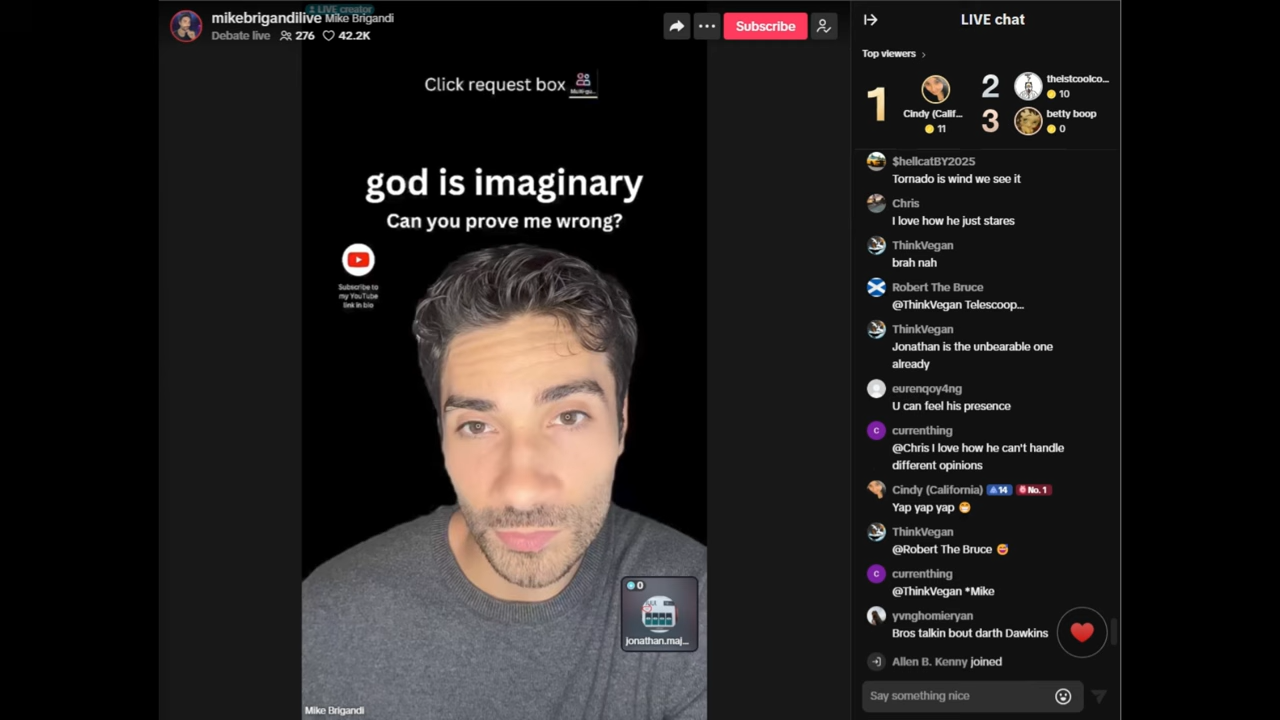 LIVE creator
mikebrigandilive Mike Brigandi
Debate live 276 42.2K
Subscribe
Click request box
god is imaginary
Can you prove me wrong?
Subscribe to
my YouTube
link in bio
0
jonathan.maj...
Mike Brigandi
LIVE chat
Top viewers
1
Cindy (Calif...
11
2
theistcoolco...
10
3
betty boop
0
$hellcatBY2025
Tornado is wind we see it
Chris
I love how he just stares
ThinkVegan
brah nah
Robert The Bruce
@ThinkVegan Telescoop...
ThinkVegan
Jonathan is the unbearable one
already
eurenqoy4ng
U can feel his presence
C
currenthing
@Chris I love how he can't handle
different opinions
Cindy (California) 14 No. 1
Yap yap yap 😁
ThinkVegan
@Robert The Bruce 😅
C
currenthing
@ThinkVegan *Mike
yvnghomieryan
Bros talkin bout darth Dawkins
Allen B. Kenny joined
Say something nice